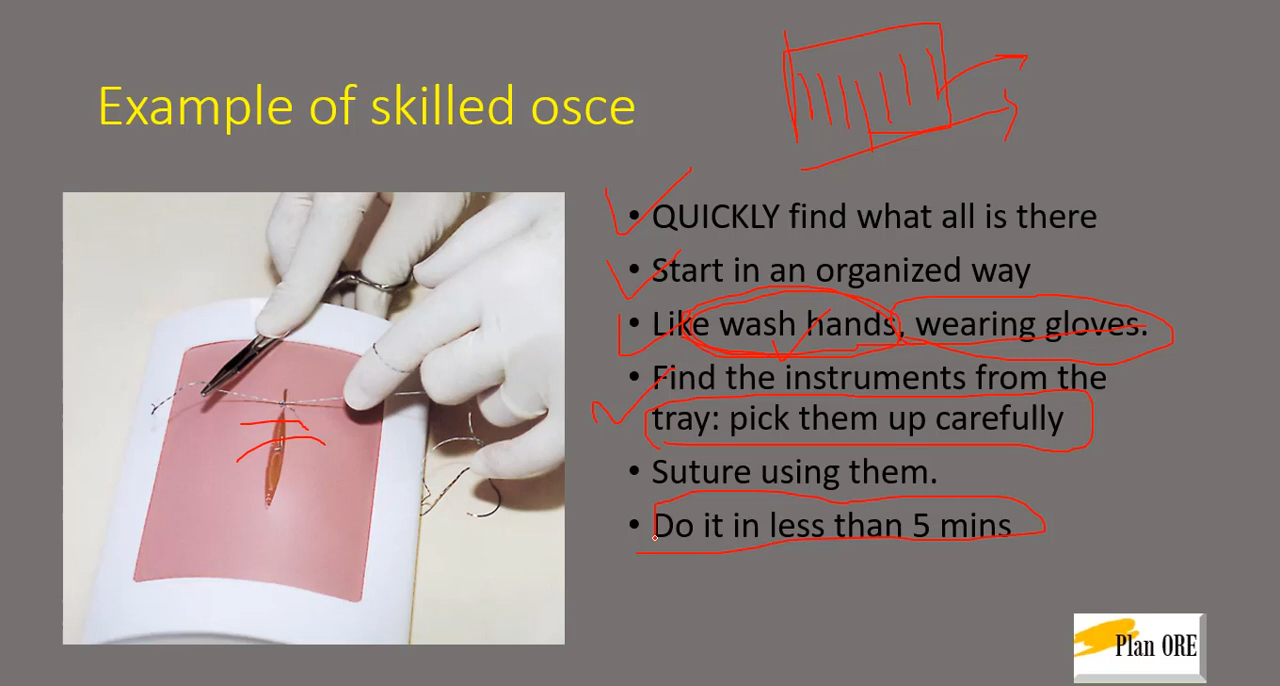 Example of skilled osce
• QUICKLY find what all is there
• Start in an organized way
• Like wash hands, wearing gloves.
• Find the instruments from the
tray: pick them up carefully
• Suture using them.
• Do it in less than 5 mins
Plan ORE